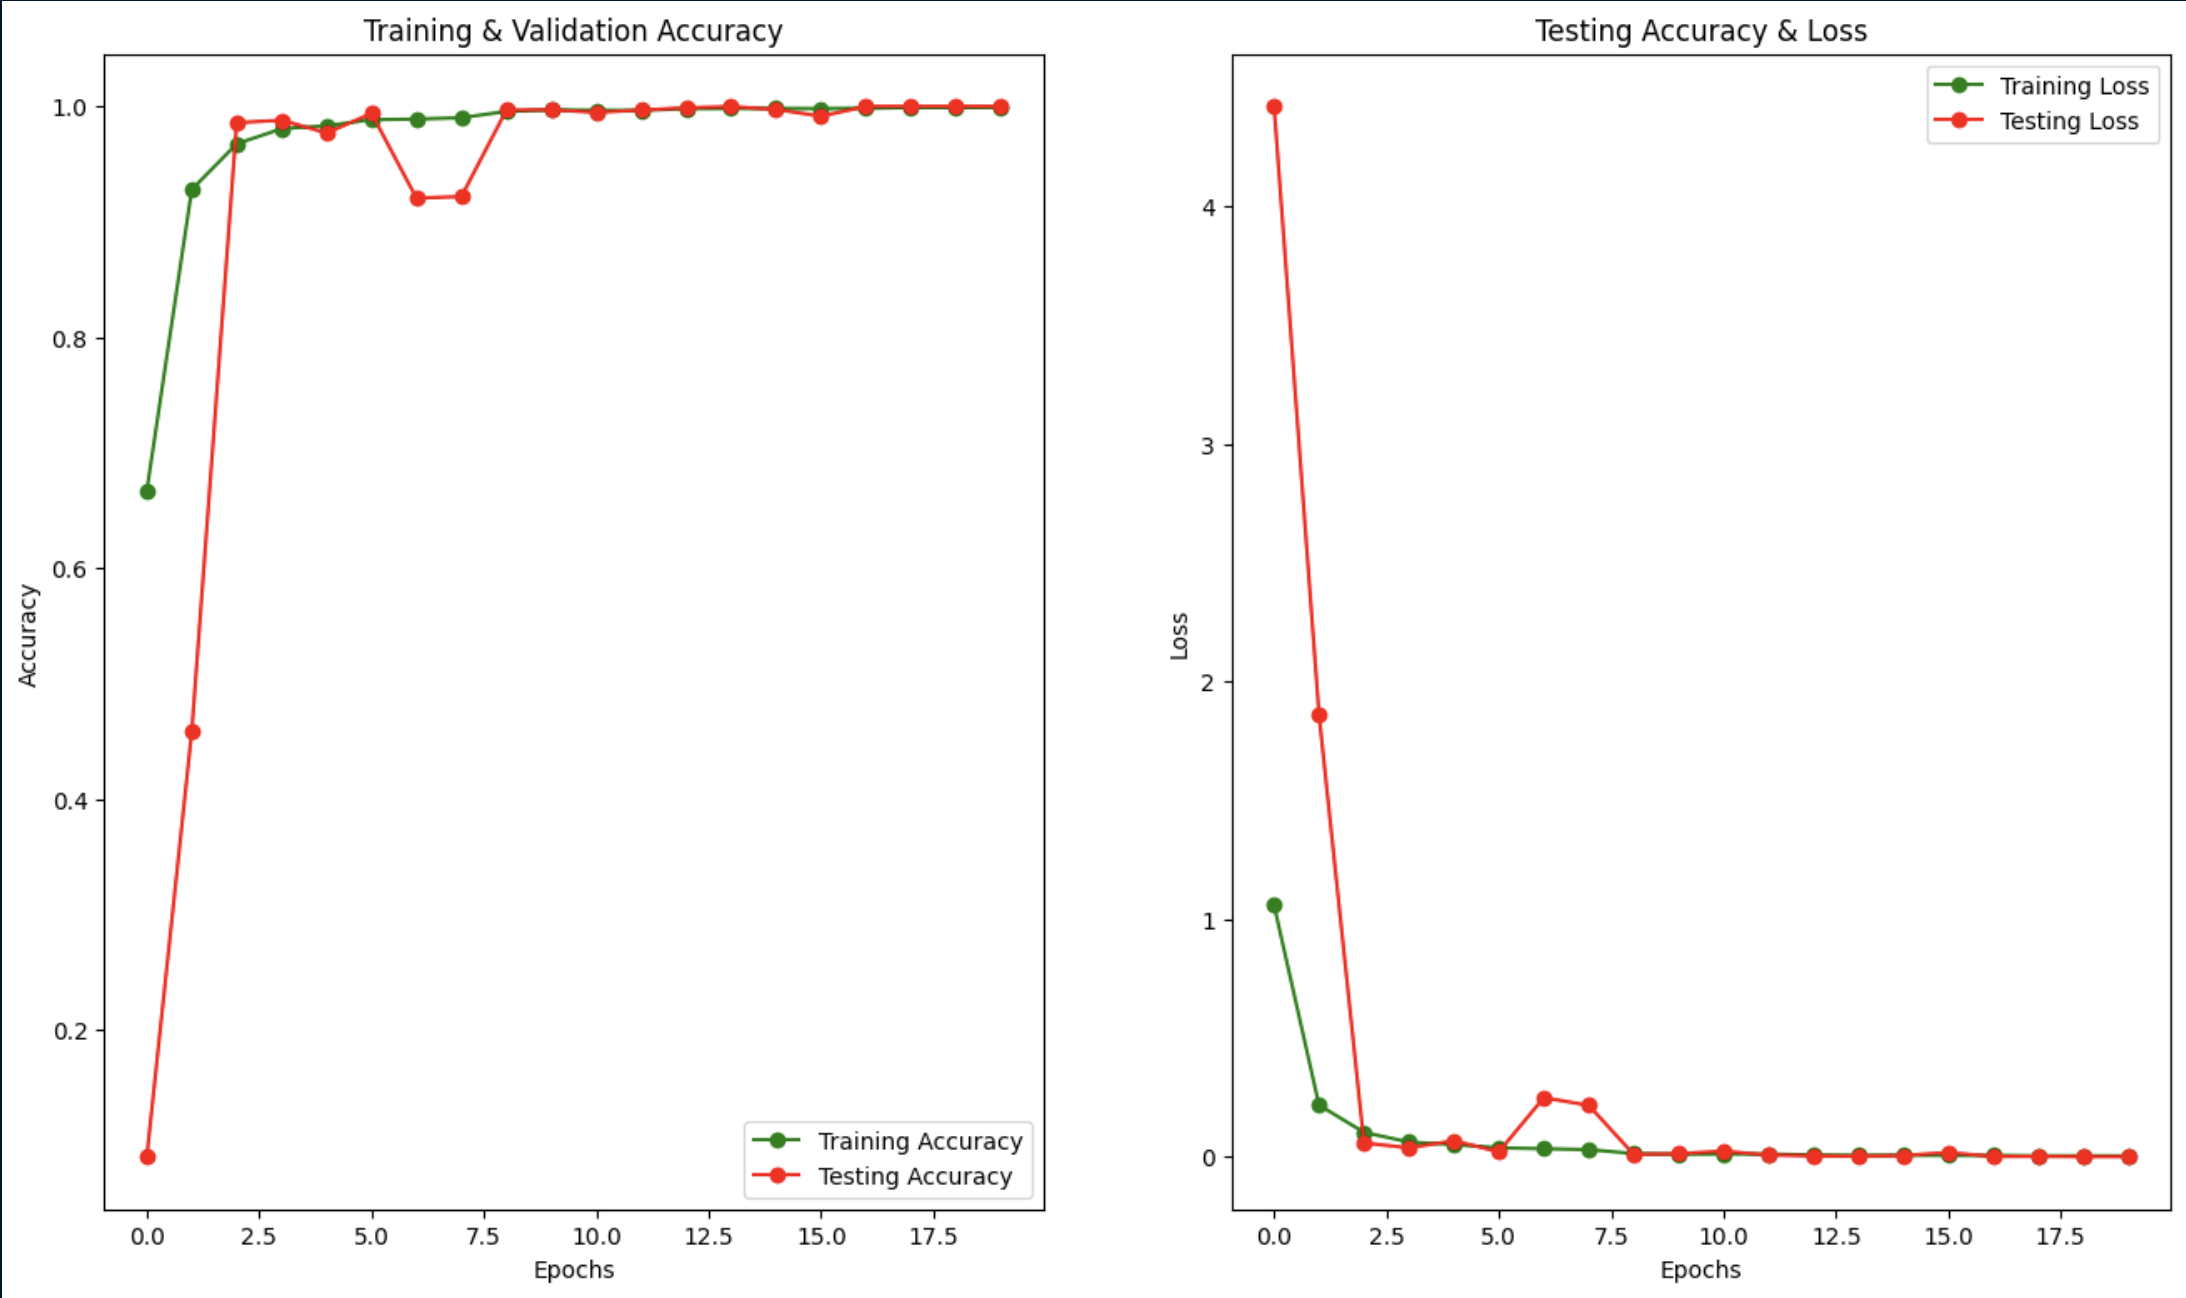 Training & Validation Accuracy
1.0
0.8
0.6
0.4
0.2
Accuracy
Training Accuracy
Testing Accuracy
0.0 2.5 5.0 7.5 10.0 12.5 15.0 17.5
Epochs
Testing Accuracy & Loss
Training Loss
Testing Loss
4
3
2
1
0
Loss
0.0 2.5 5.0 7.5 10.0 12.5 15.0 17.5
Epochs